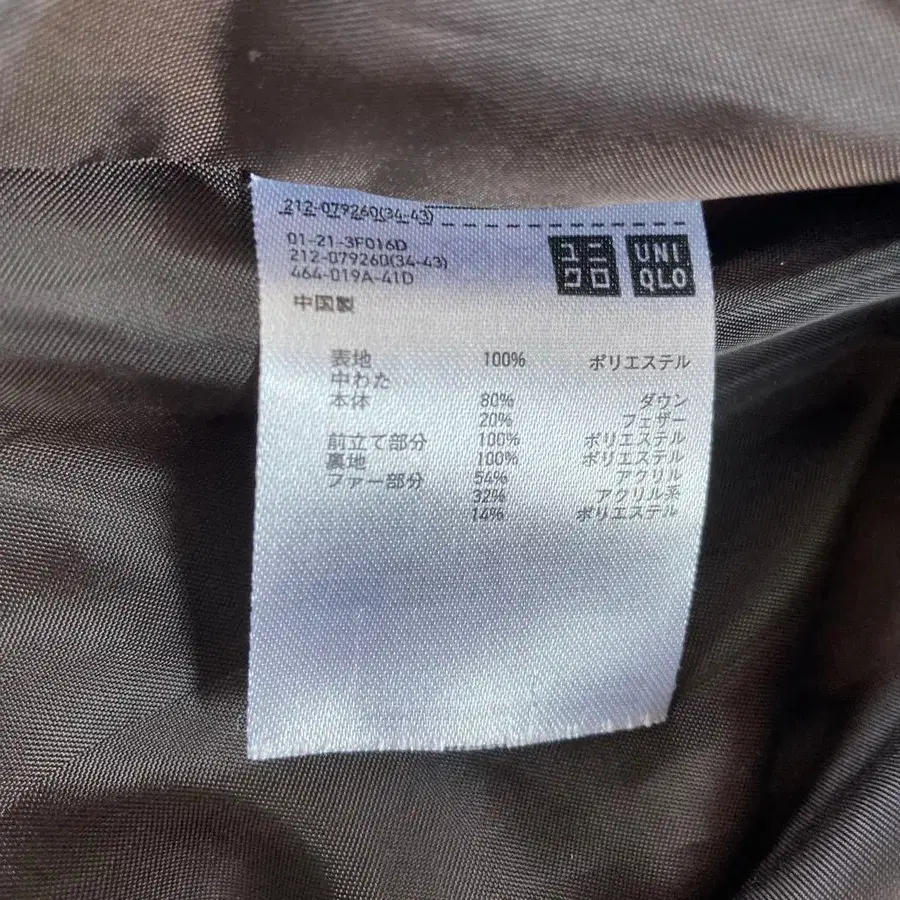 212-079260(34-43)
01-21-3F016D
212-079260(34-43)
464-019A-41D
ユニクロ
UNIQLO
中国製
表地 100% ポリエステル
中わた
本体 80% ダウン
20% フェザー
前立て部分 100% ポリエステル
裏地 100% ポリエステル
ファー部分 54% アクリル
32% アクリル系
14% ポリエステル